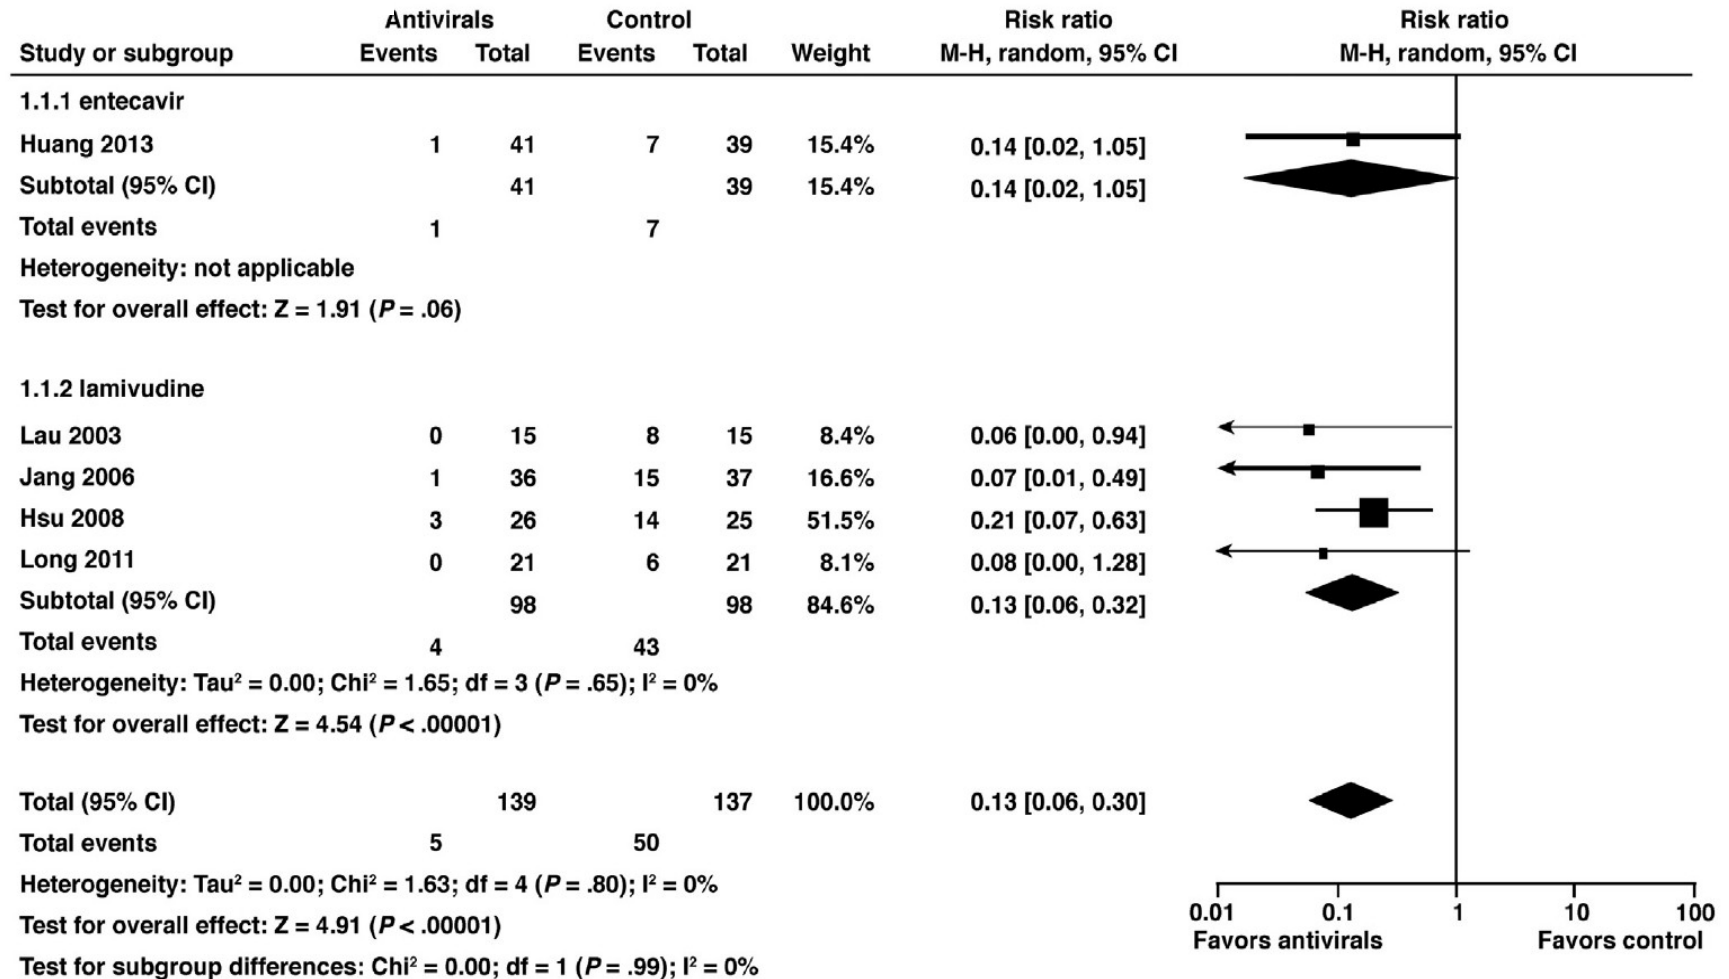 Antivirals Control Risk ratio Risk ratio
Study or subgroup Events Total Events Total Weight M-H, random, 95% CI M-H, random, 95% CI
1.1.1 entecavir
Huang 2013 1 41 7 39 15.4% 0.14 [0.02, 1.05]
Subtotal (95% CI) 41 39 15.4% 0.14 [0.02, 1.05]
Total events 1 7
Heterogeneity: not applicable
Test for overall effect: Z = 1.91 (P = .06)
1.1.2 lamivudine
Lau 2003 0 15 8 15 8.4% 0.06 [0.00, 0.94]
Jang 2006 1 36 15 37 16.6% 0.07 [0.01, 0.49]
Hsu 2008 3 26 14 25 51.5% 0.21 [0.07, 0.63]
Long 2011 0 21 6 21 8.1% 0.08 [0.00, 1.28]
Subtotal (95% CI) 98 98 84.6% 0.13 [0.06, 0.32]
Total events 4 43
Heterogeneity: Tau² = 0.00; Chi² = 1.65; df = 3 (P = .65); I² = 0%
Test for overall effect: Z = 4.54 (P < .00001)
Total (95% CI) 139 137 100.0% 0.13 [0.06, 0.30]
Total events 5 50
Heterogeneity: Tau² = 0.00; Chi² = 1.63; df = 4 (P = .80); I² = 0%
Test for overall effect: Z = 4.91 (P < .00001)
Test for subgroup differences: Chi² = 0.00; df = 1 (P = .99); I² = 0%
0.01 0.1 1 10 100
Favors antivirals Favors control